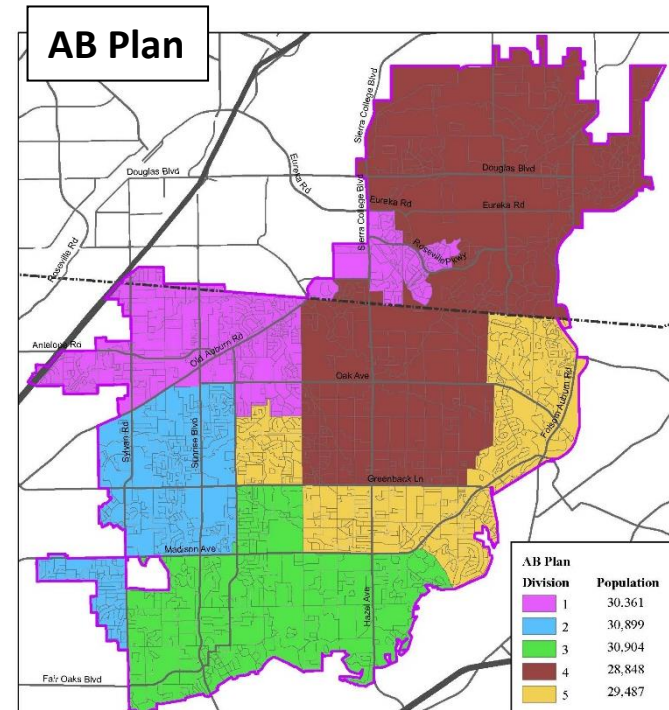 AB Plan
Sierra College Blvd
Eureka Rd
Douglas Blvd
Douglas Blvd
Sierra College Blvd
Eureka Rd
Eureka Rd
Roseville Rd
Roseville Pkwy
Antelope Rd
Old Auburn Rd
Oak Ave
Folsom Auburn Rd
Sylvan Rd
Sunrise Blvd
Greenback Ln
Madison Ave
Hazel Ave
Fair Oaks Blvd
AB Plan
Division Population
1 30.361
2 30,899
3 30,904
4 28,848
5 29,487